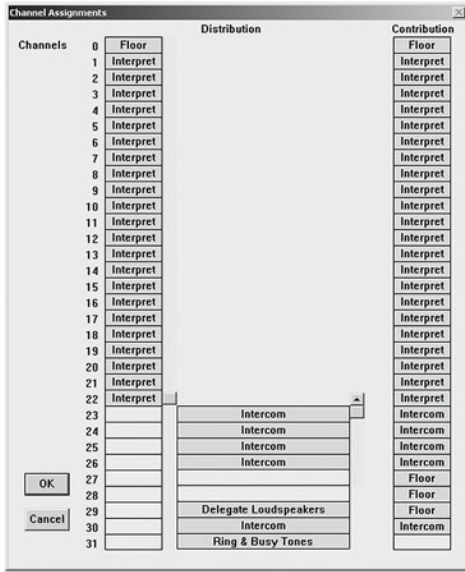 Channel Assignments
Distribution Contribution
Channels 0 Floor Floor
1 Interpret Interpret
2 Interpret Interpret
3 Interpret Interpret
4 Interpret Interpret
5 Interpret Interpret
6 Interpret Interpret
7 Interpret Interpret
8 Interpret Interpret
9 Interpret Interpret
10 Interpret Interpret
11 Interpret Interpret
12 Interpret Interpret
13 Interpret Interpret
14 Interpret Interpret
15 Interpret Interpret
16 Interpret Interpret
17 Interpret Interpret
18 Interpret Interpret
19 Interpret Interpret
20 Interpret Interpret
21 Interpret Interpret
22 Interpret Interpret
23 Intercom Intercom
24 Intercom Intercom
25 Intercom Intercom
26 Intercom Intercom
OK 27 Floor
28 Floor
29 Delegate Loudspeakers Floor
Cancel 30 Intercom Intercom
31 Ring & Busy Tones